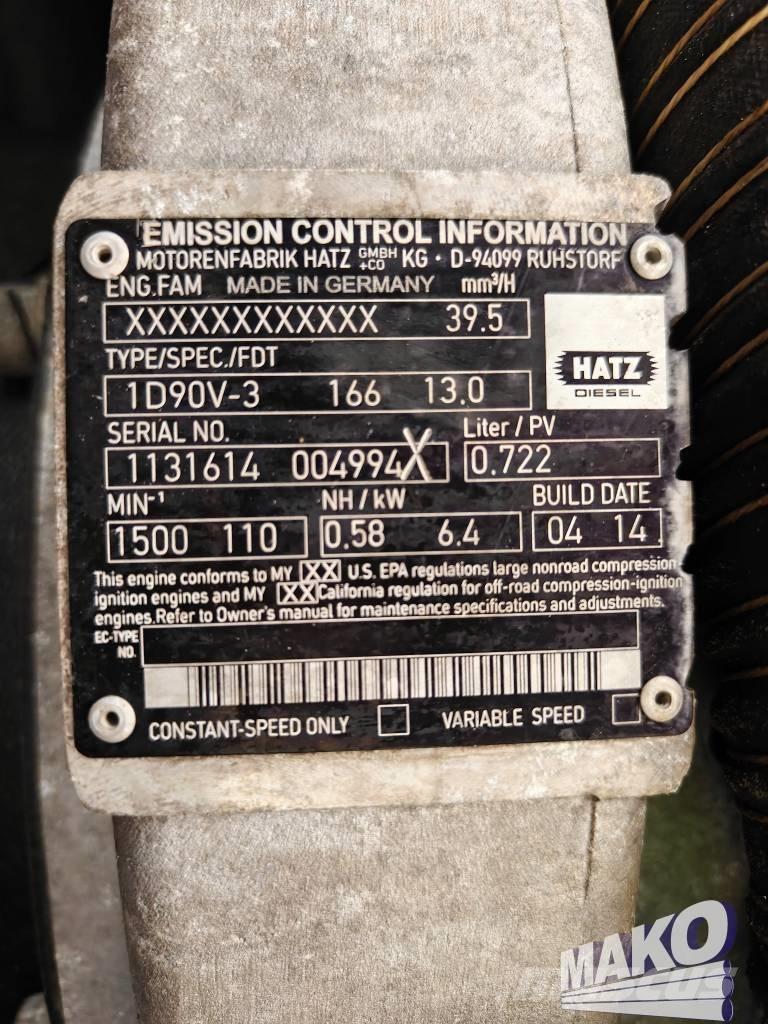 EMISSION CONTROL INFORMATION
MOTORENFABRIK HATZ GMBH +CO KG · D-94099 RUHSTORF
ENG.FAM MADE IN GERMANY mm³/H
XXXXXXXXXXXX 39.5
TYPE/SPEC./FDT
1D90V-3 166 13.0
HATZ
DIESEL
SERIAL NO. Liter / PV
1131614 004994X 0.722
MIN-1 NH / kW BUILD DATE
1500 110 0.58 6.4 04 14
This engine conforms to MY XX U.S. EPA regulations large nonroad compression-
ignition engines and MY XX California regulation for off-road compression-ignition
engines. Refer to Owner's manual for maintenance specifications and adjustments.
EC-TYPE
NO.
CONSTANT-SPEED ONLY VARIABLE SPEED
MAKO